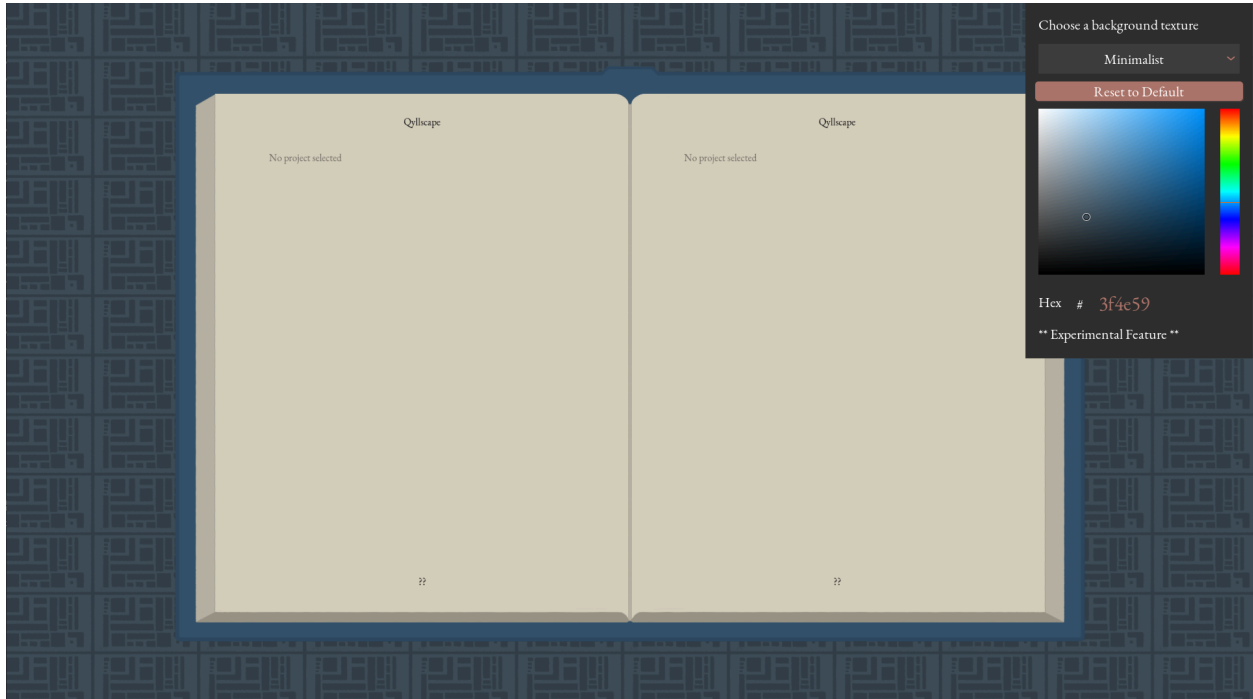 Choose a background texture
Minimalist
Reset to Default
Hex # 3f4e59
** Experimental Feature **
Qyllscape
No project selected
??
Qyllscape
No project selected
??